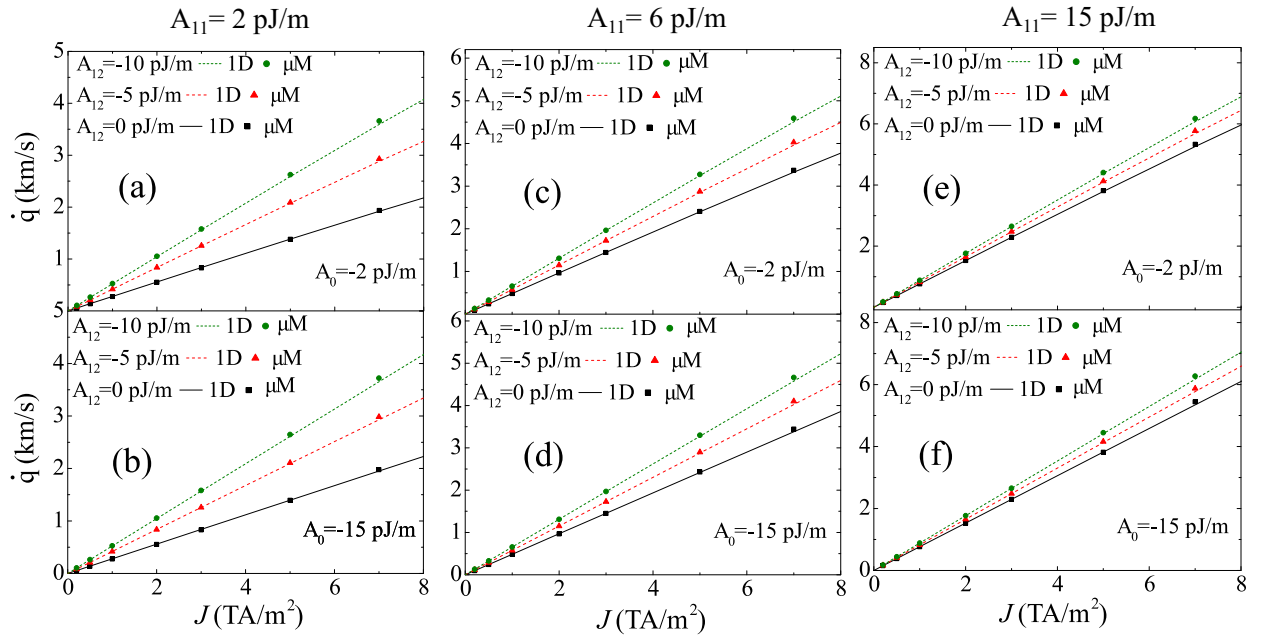 A₁₁= 2 pJ/m
A₁₁= 6 pJ/m
A₁₁= 15 pJ/m
q̇ (km/s)
5
4
3
2
1
5
A₁₂=-10 pJ/m 1D μM
A₁₂=-5 pJ/m 1D μM
A₁₂=0 pJ/m 1D μM
(a)
A₀=-2 pJ/m
6
5
4
3
2
1
A₁₂=-10 pJ/m 1D μM
A₁₂=-5 pJ/m 1D μM
A₁₂=0 pJ/m 1D μM
(c)
A₀=-2 pJ/m
8
6
4
2
A₁₂=-10 pJ/m 1D μM
A₁₂=-5 pJ/m 1D μM
A₁₂=0 pJ/m 1D μM
(e)
A₀=-2 pJ/m
q̇ (km/s)
4
3
2
1
0
A₁₂=-10 pJ/m 1D μM
A₁₂=-5 pJ/m 1D μM
A₁₂=0 pJ/m 1D μM
(b)
A₀=-15 pJ/m
0 2 4 6 8
J (TA/m²)
6
5
4
3
2
1
0
A₁₂=-10 pJ/m 1D μM
A₁₂=-5 pJ/m 1D μM
A₁₂=0 pJ/m 1D μM
(d)
A₀=-15 pJ/m
0 2 4 6 8
J (TA/m²)
8
6
4
2
0
A₁₂=-10 pJ/m 1D μM
A₁₂=-5 pJ/m 1D μM
A₁₂=0 pJ/m 1D μM
(f)
A₀=-15 pJ/m
0 2 4 6 8
J (TA/m²)